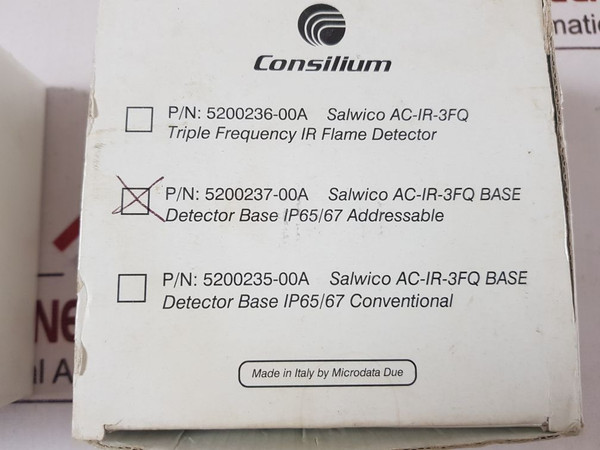 Consilium
P/N: 5200236-00A Salwico AC-IR-3FQ
Triple Frequency IR Flame Detector
P/N: 5200237-00A Salwico AC-IR-3FQ BASE
Detector Base IP65/67 Addressable
P/N: 5200235-00A Salwico AC-IR-3FQ BASE
Detector Base IP65/67 Conventional
Made in Italy by Microdata Due